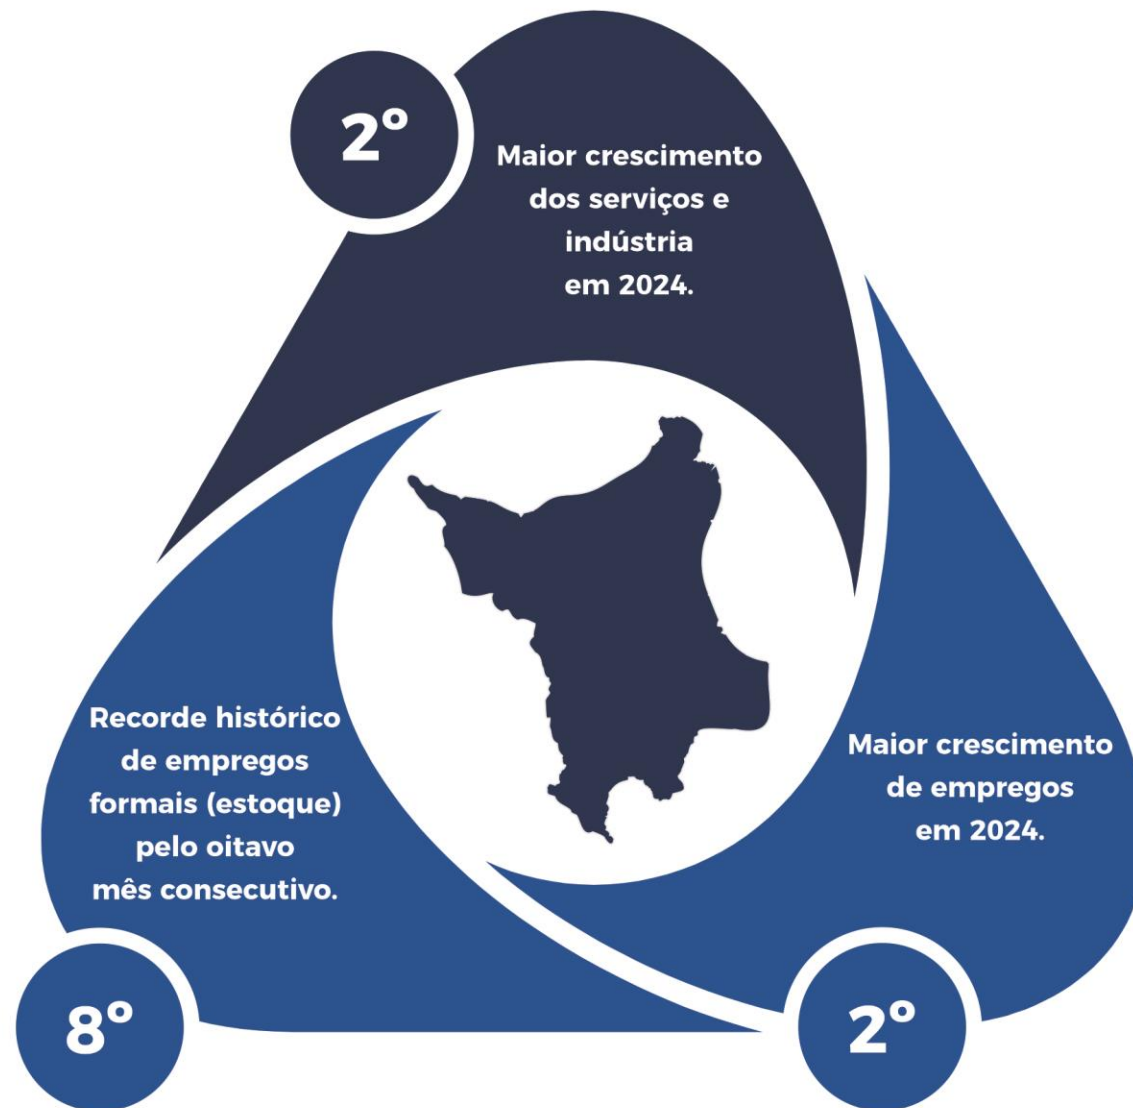 2º
Maior crescimento
dos serviços e
indústria
em 2024.
Recorde histórico
de empregos
formais (estoque)
pelo oitavo
mês consecutivo.
8º
Maior crescimento
de empregos
em 2024.
2º